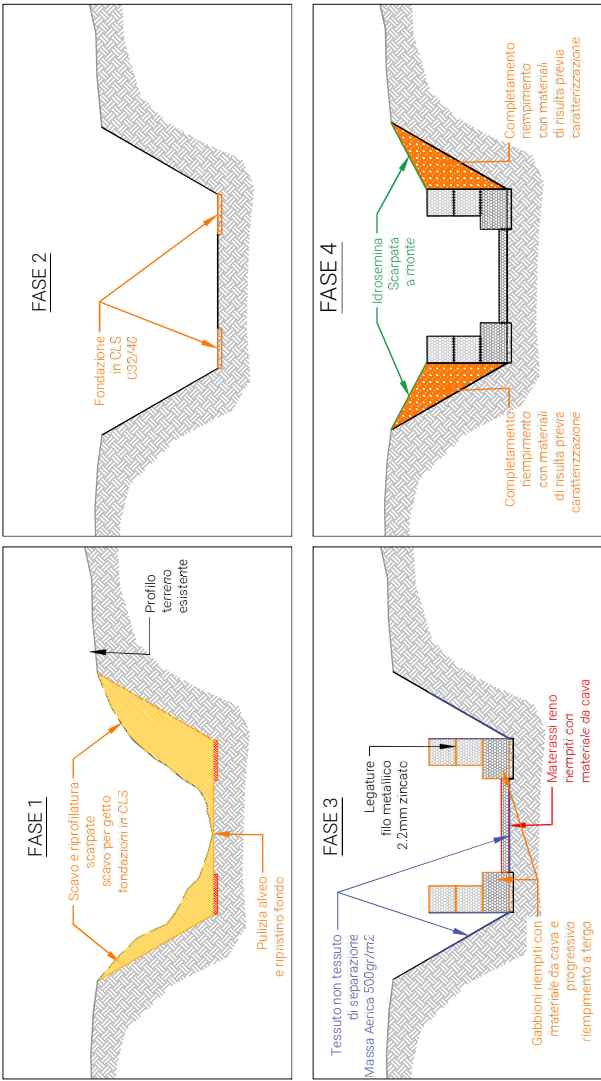 FASE 1
Scavo e riprofilatura
scarpate
scavo per getto
fondazioni in CLS
Profilo
terreno
esistente
Pulizia alveo
e ripristino fondo
FASE 2
Fondazione
in CLS
C32/40
FASE 3
Tessuto non tessuto
di separazione
Massa Aerica 500gr/m2
Legature
filo metallico
2.2mm zincato
Gabbioni riempiti con
materiale da cava e
progressivo
riempimento a tergo
Materassi reno
riempiti con
materiale da cava
FASE 4
Idrosemina
Scarpata
a monte
Completamento
riempimento
con materiali
di risulta previa
caratterizzazione
Completamento
riempimento
con materiali
di risulta previa
caratterizzazione